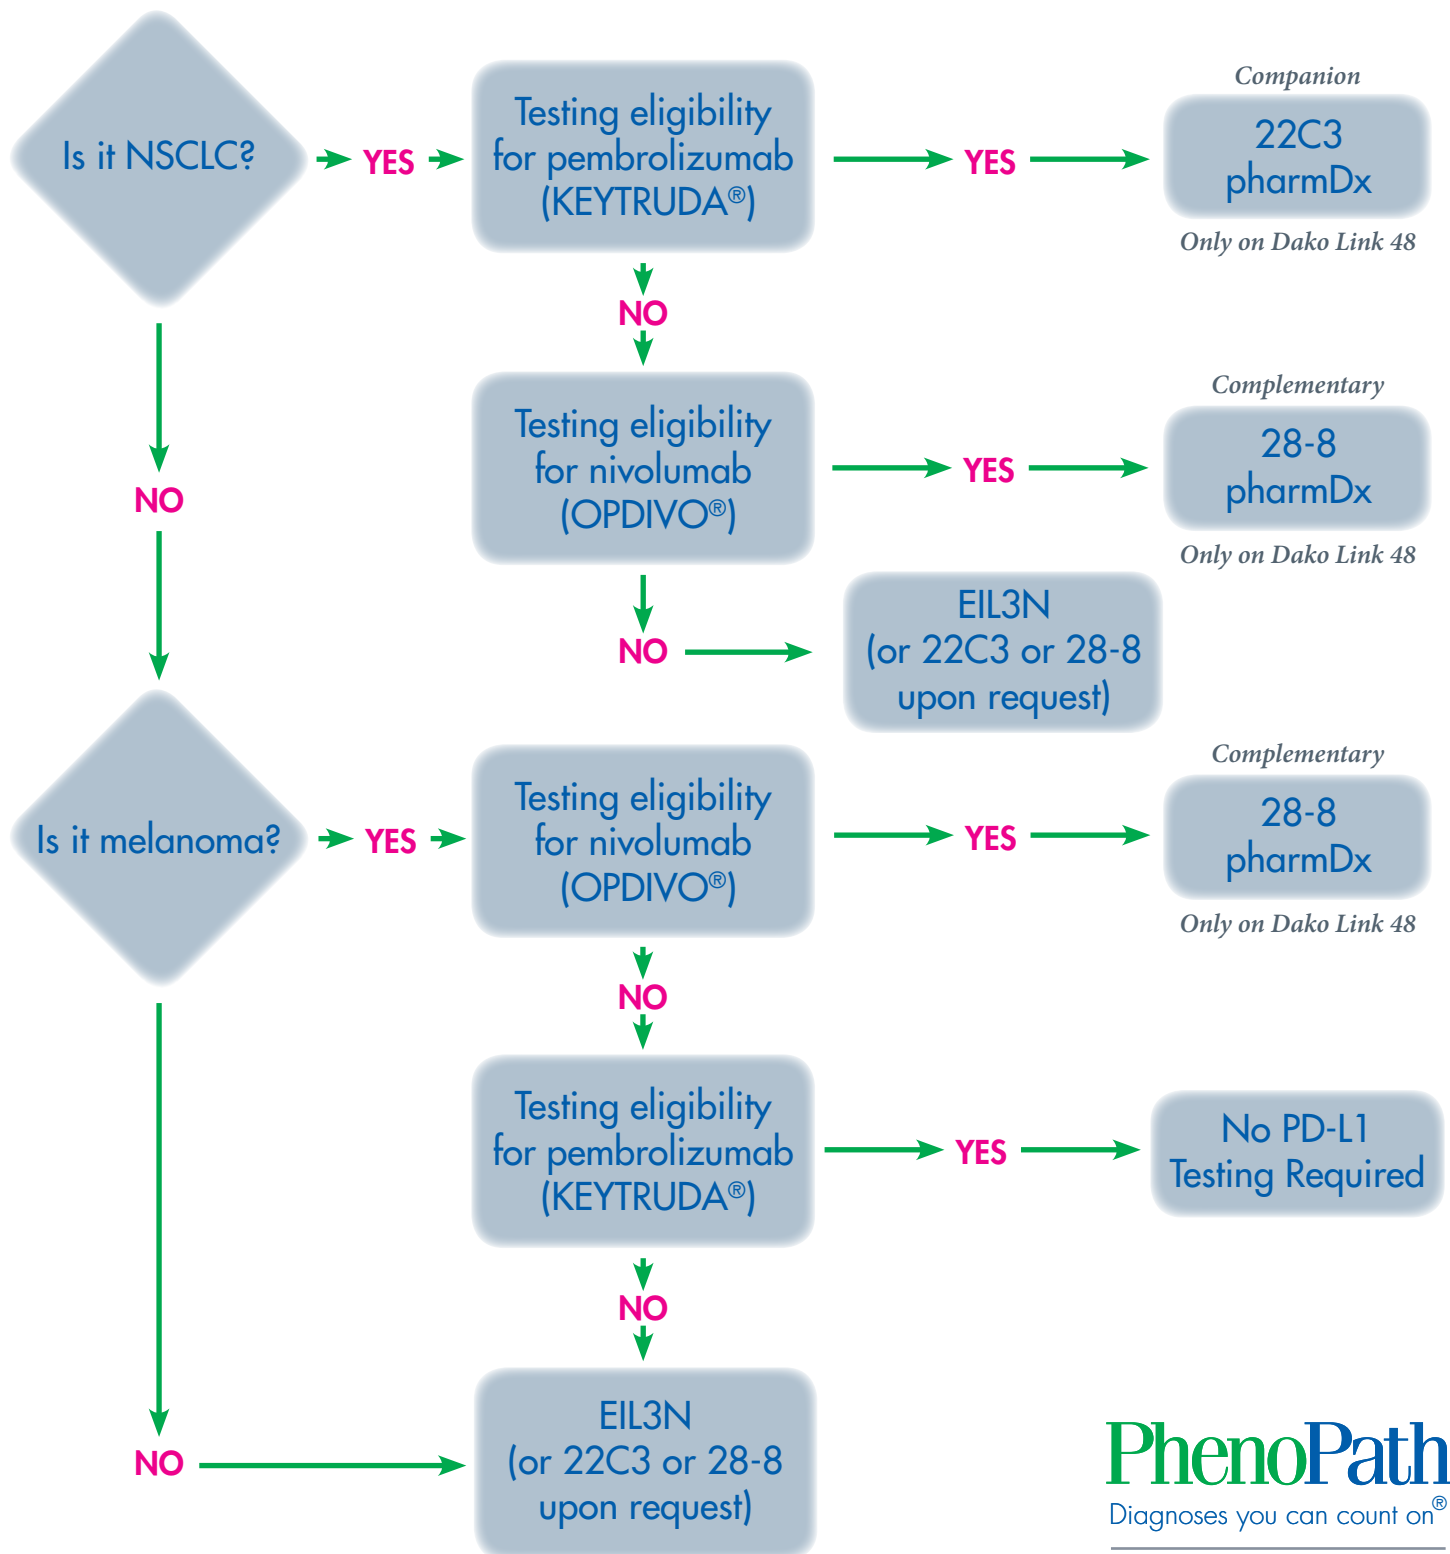 Is it NSCLC?
YES
Testing eligibility
for pembrolizumab
(KEYTRUDA®)
YES
Companion
22C3
pharmDx
Only on Dako Link 48
NO
Testing eligibility
for nivolumab
(OPDIVO®)
YES
Complementary
28-8
pharmDx
Only on Dako Link 48
NO
NO
EIL3N
(or 22C3 or 28-8
upon request)
Is it melanoma?
YES
Testing eligibility
for nivolumab
(OPDIVO®)
YES
Complementary
28-8
pharmDx
Only on Dako Link 48
NO
Testing eligibility
for pembrolizumab
(KEYTRUDA®)
YES
No PD-L1
Testing Required
NO
NO
EIL3N
(or 22C3 or 28-8
upon request)
PhenoPath
Diagnoses you can count on®